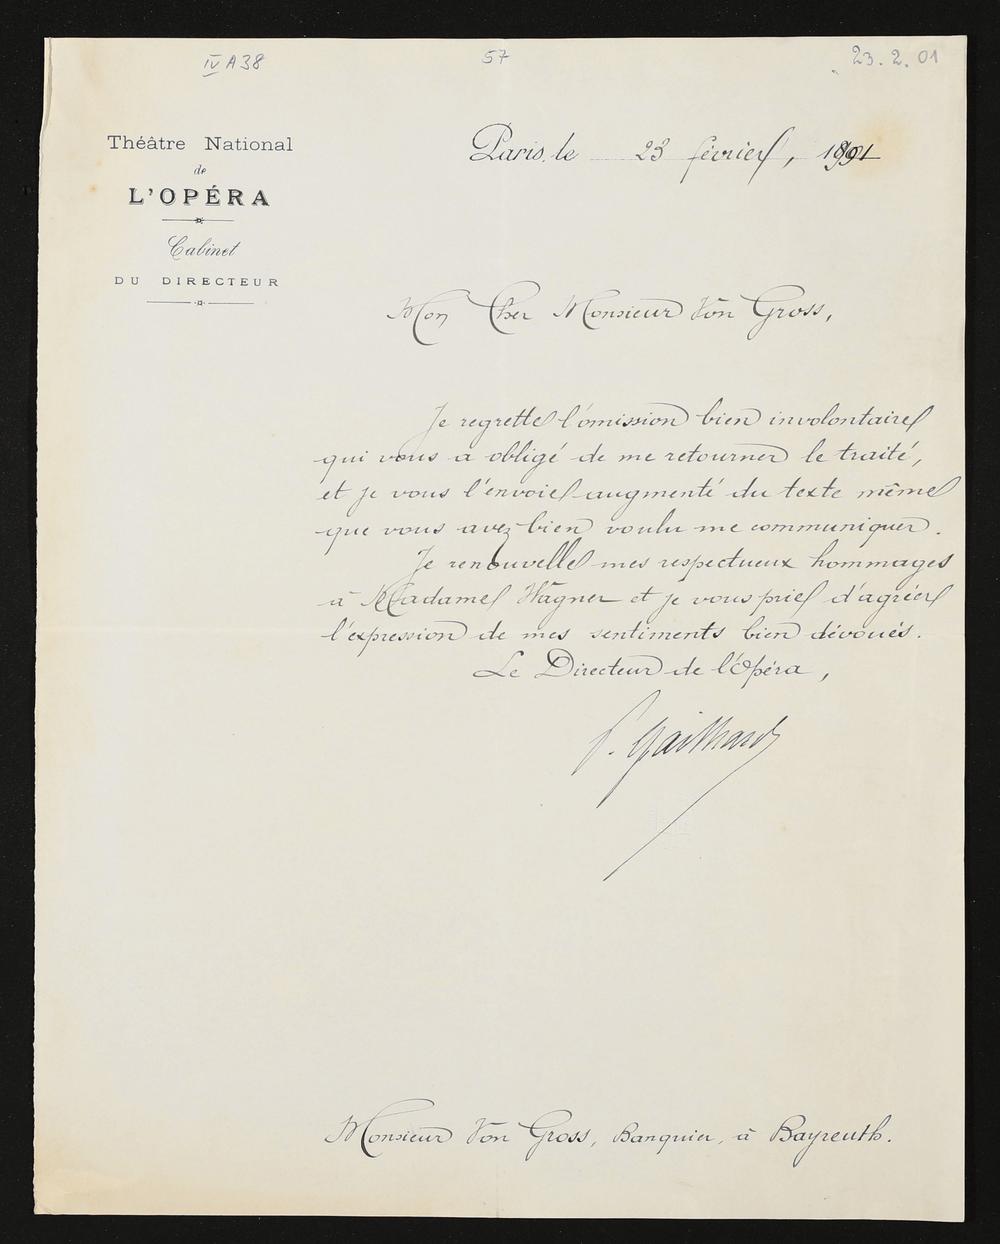 IV A 38
57
23. 2. 01
Théâtre National
de
L'OPÉRA
Cabinet
DU DIRECTEUR
Paris, le 23 février, 1901
Mon Cher Monsieur Von Gross,
Je regrette l'omission bien involontaire
qui vous a obligé de me retourner le traité,
et je vous l'envoie augmenté du texte même
que vous avez bien voulu me communiquer.
Je renouvelle mes respectueux hommages
à Madame Wagner et je vous prie d'agréer
l'expression de mes sentiments bien dévoués.
Le Directeur de l'Opéra,
P. Gailhard
Monsieur Von Gross, Banquier, à Bayreuth.